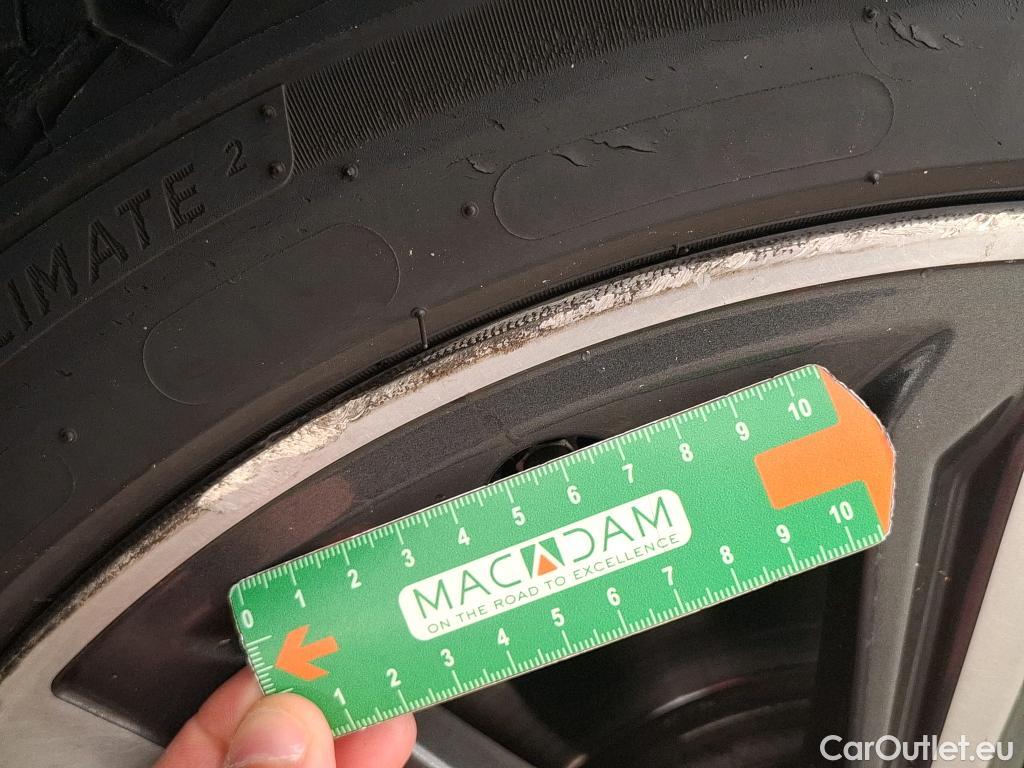 LIMATE 2
0 1 2 3 4 5 6 7 8 9 10
MACADAM
ON THE ROAD TO EXCELLENCE
1 2 3 4 5 6 7 8 9 10
CarOutlet.eu